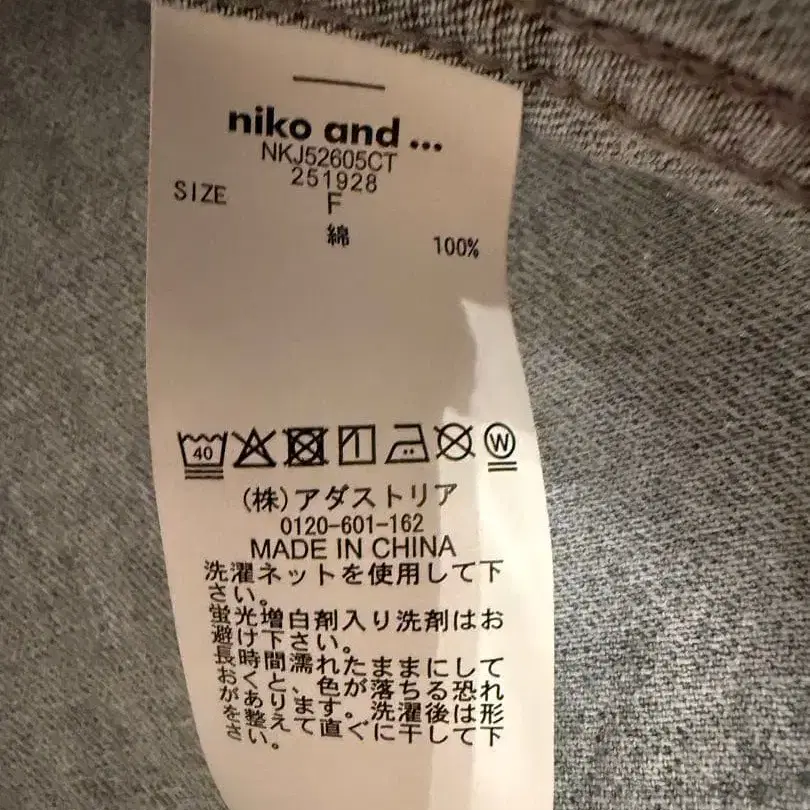 niko and ...
NKJ52605CT
251928
SIZE F
綿 100%
40 W
(株)アダストリア
0120-601-162
MADE IN CHINA
洗濯ネットを使用して下
さい。
蛍光増白剤入り洗剤はお
避け下さい。
長時間濡れたままにして
おくと、色が落ちる恐れ
があります。洗濯後は形
を整えて直ぐに干して下
さい。